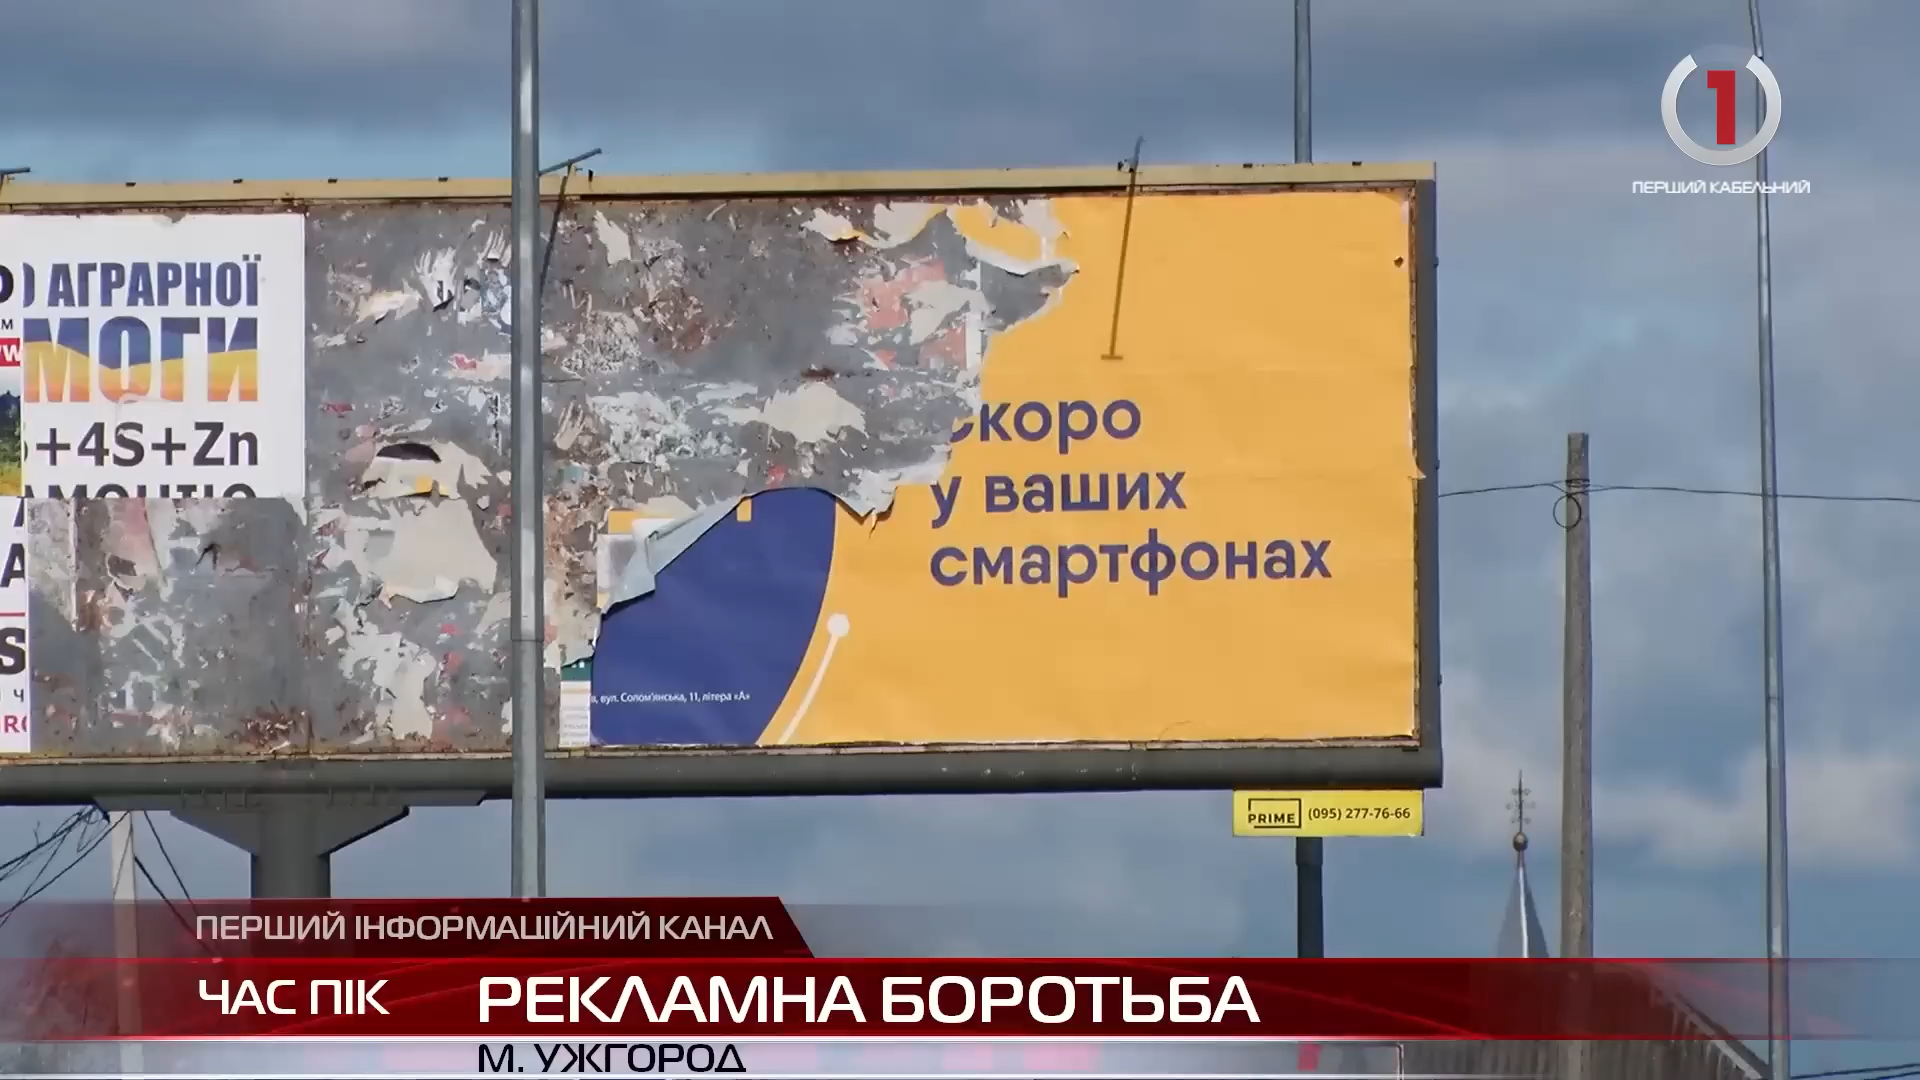 1
ПЕРШИЙ КАБЕЛЬНИЙ
АГРАРНОЇ
МОГИ
+4S+Zn
скоро
у ваших
смартфонах
вул. Солом'янська, 11, літера «А»
PRIME (095) 277-76-66
ПЕРШИЙ ІНФОРМАЦІЙНИЙ КАНАЛ
ЧАС ПІК
РЕКЛАМНА БОРОТЬБА
М. УЖГОРОД